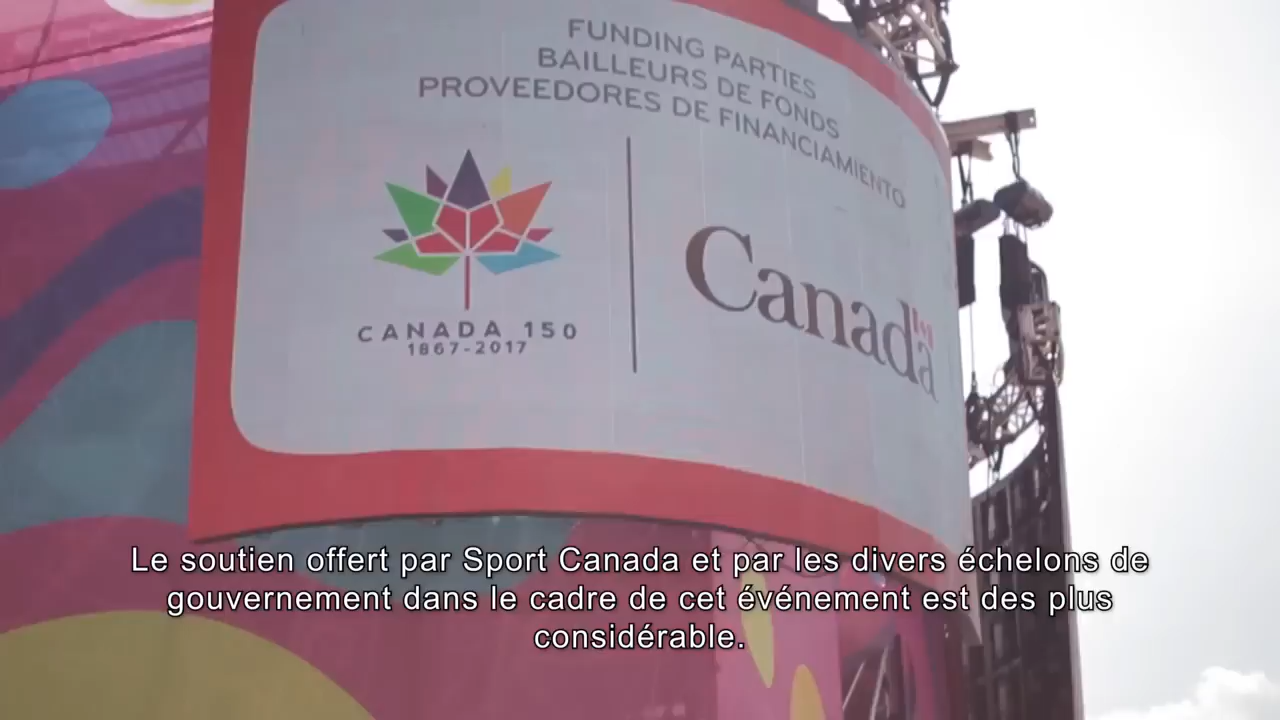 FUNDING PARTIES
BAILLEURS DE FONDS
PROVEEDORES DE FINANCIAMIENTO
CANADA 150
1867-2017
Canada
Le soutien offert par Sport Canada et par les divers échelons de
gouvernement dans le cadre de cet événement est des plus
considérable.